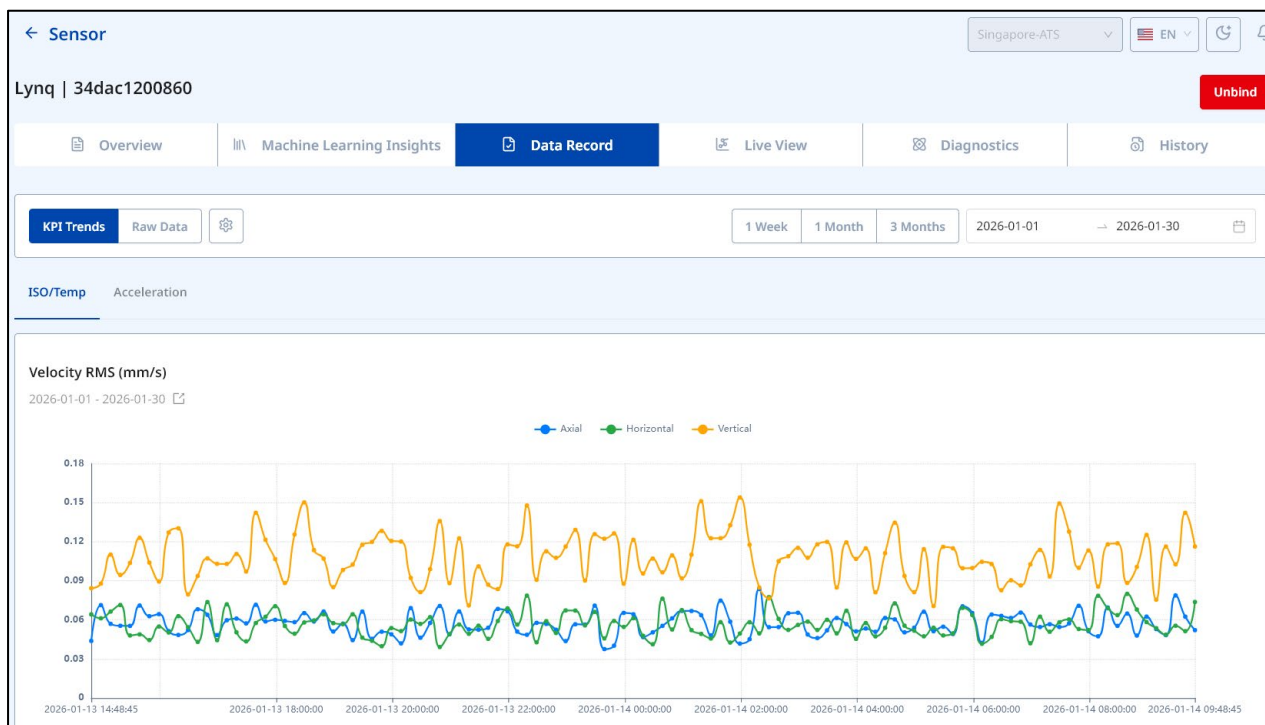 ← Sensor
Singapore-ATS
EN
Lynq | 34dac1200860
Unbind
Overview
Machine Learning Insights
Data Record
Live View
Diagnostics
History
KPI Trends
Raw Data
1 Week
1 Month
3 Months
2026-01-01 → 2026-01-30
ISO/Temp
Acceleration
Velocity RMS (mm/s)
2026-01-01 - 2026-01-30
Axial
Horizontal
Vertical
0.18
0.15
0.12
0.09
0.06
0.03
0
2026-01-13 14:48:45
2026-01-13 18:00:00
2026-01-13 20:00:00
2026-01-13 22:00:00
2026-01-14 00:00:00
2026-01-14 02:00:00
2026-01-14 04:00:00
2026-01-14 06:00:00
2026-01-14 08:00:00
2026-01-14 09:48:45